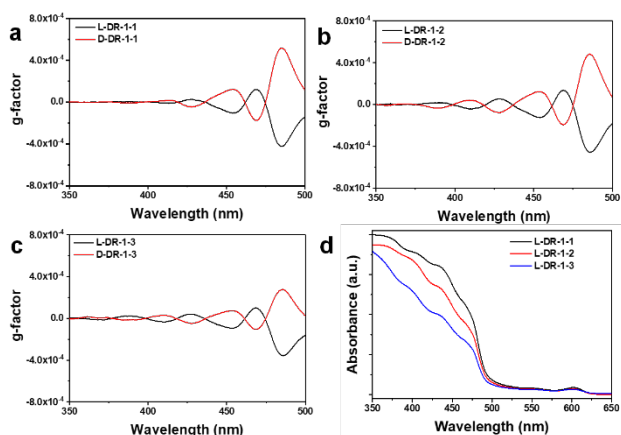 a
8.0x10⁻⁴
4.0x10⁻⁴
0.0
-4.0x10⁻⁴
-8.0x10⁻⁴
g-factor
L-DR-1-1
D-DR-1-1
350 400 450 500
Wavelength (nm)
b
8.0x10⁻⁴
4.0x10⁻⁴
0.0
-4.0x10⁻⁴
-8.0x10⁻⁴
g-factor
L-DR-1-2
D-DR-1-2
350 400 450 500
Wavelength (nm)
c
8.0x10⁻⁴
4.0x10⁻⁴
0.0
-4.0x10⁻⁴
-8.0x10⁻⁴
g-factor
L-DR-1-3
D-DR-1-3
350 400 450 500
Wavelength (nm)
d
Absorbance (a.u.)
L-DR-1-1
L-DR-1-2
L-DR-1-3
350 400 450 500 550 600 650
Wavelength (nm)